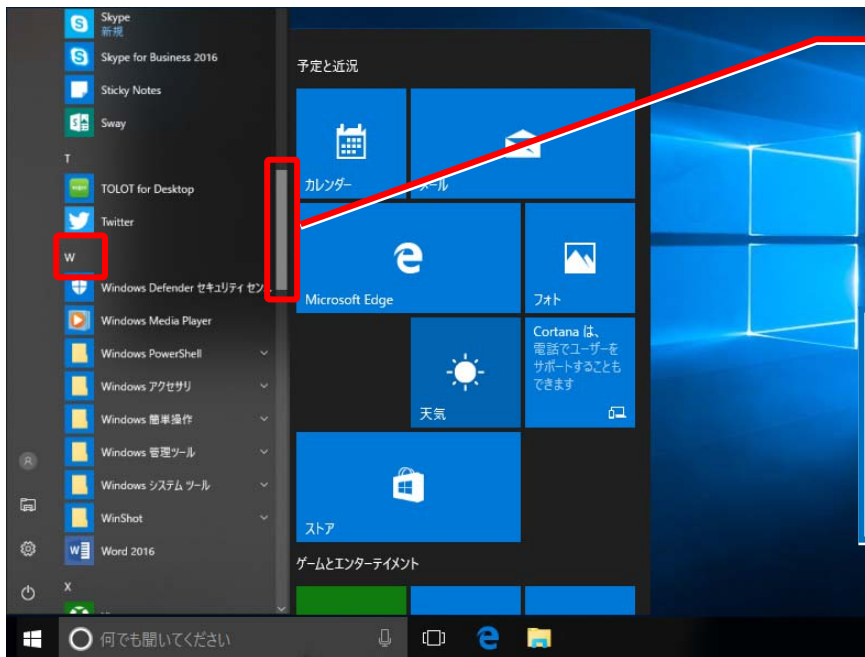 Skype
新規
Skype for Business 2016
Sticky Notes
Sway
T
TOLOT for Desktop
Twitter
W
Windows Defender セキュリティ セン...
Windows Media Player
Windows PowerShell
Windows アクセサリ
Windows 簡単操作
Windows 管理ツール
Windows システム ツール
WinShot
Word 2016
X
予定と近況
カレンダー
メール
Microsoft Edge
フォト
天気
Cortana は、
電話でユーザーを
サポートすることも
できます
ストア
ゲームとエンターテイメント
何でも聞いてください